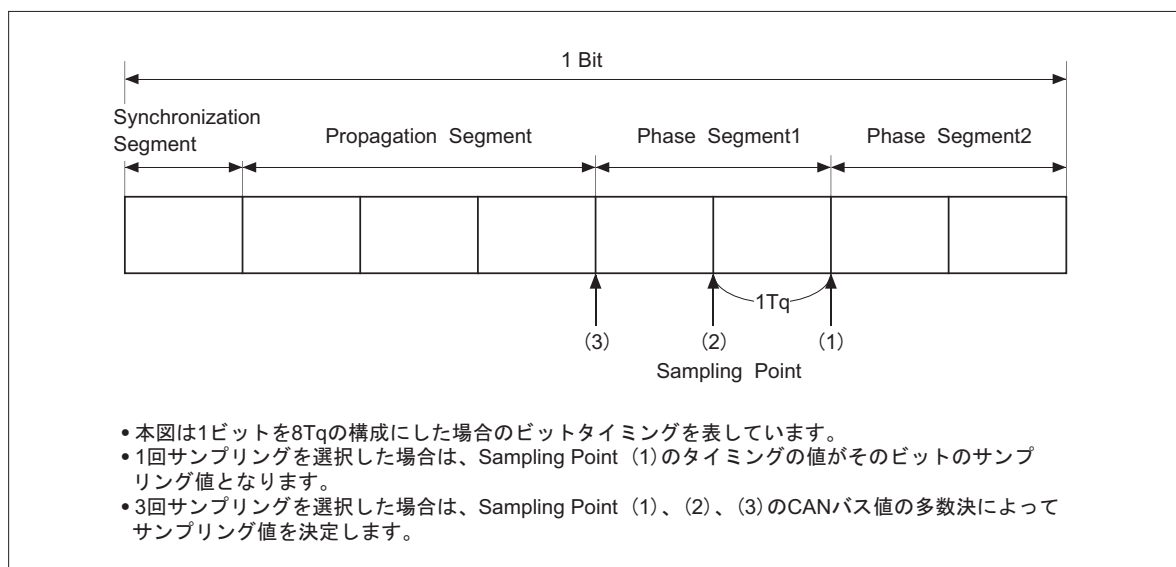 1 Bit
Synchronization
Segment
Propagation Segment
Phase Segment1
Phase Segment2
1Tq
(3)
(2)
(1)
Sampling Point
• 本図は1ビットを8Tqの構成にした場合のビットタイミングを表しています。
• 1回サンプリングを選択した場合は、Sampling Point（1）のタイミングの値がそのビットのサンプ
リング値となります。
• 3回サンプリングを選択した場合は、Sampling Point（1）、（2）、（3）のCANバス値の多数決によって
サンプリング値を決定します。